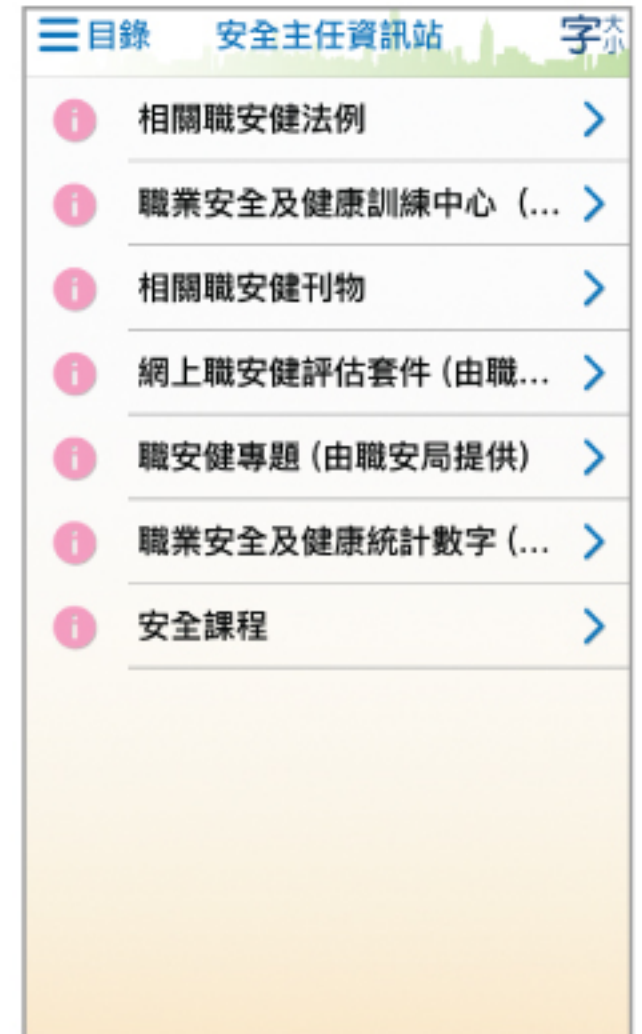 目錄 安全主任資訊站 字大小
相關職安健法例
職業安全及健康訓練中心 (...
相關職安健刊物
網上職安健評估套件 (由職...
職安健專題 (由職安局提供)
職業安全及健康統計數字 (...
安全課程